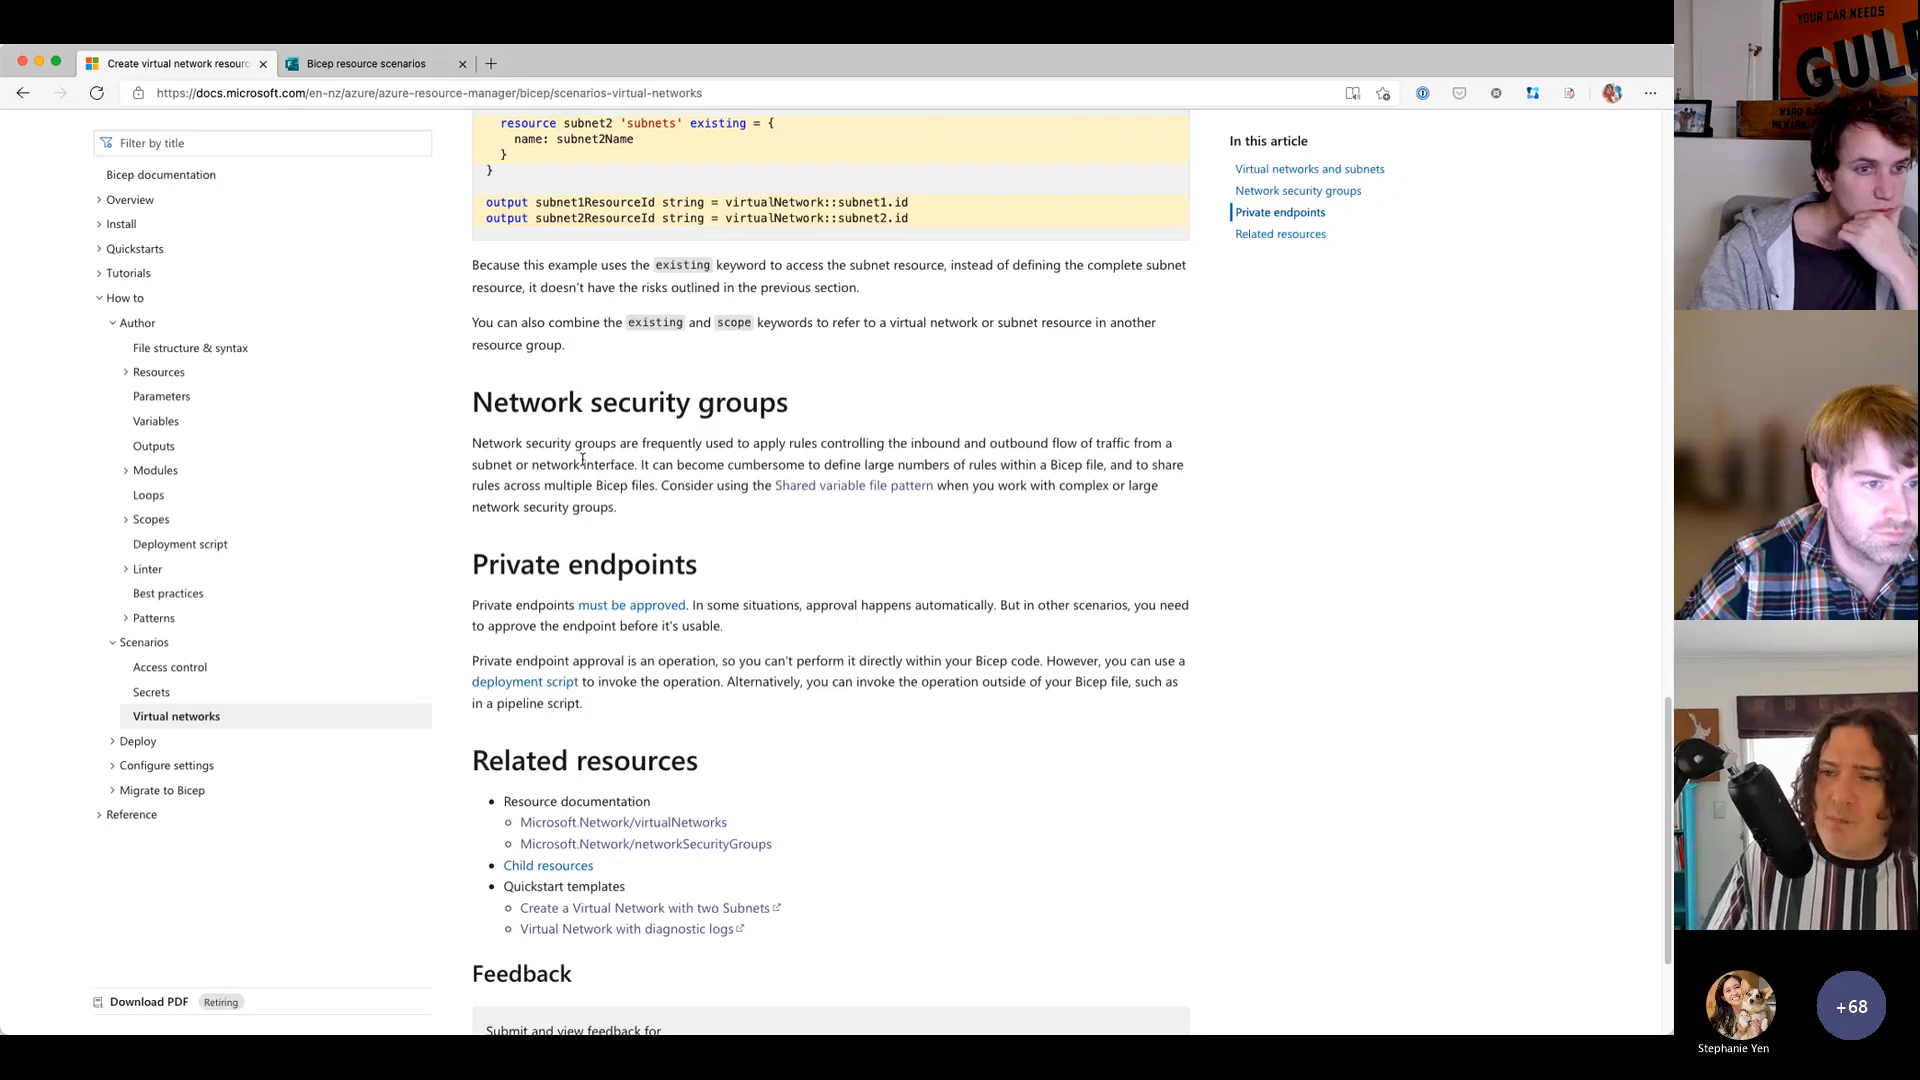 Create virtual network resourc
Bicep resource scenarios
https://docs.microsoft.com/en-nz/azure/azure-resource-manager/bicep/scenarios-virtual-networks
Filter by title
Bicep documentation
Overview
Install
Quickstarts
Tutorials
How to
Author
File structure & syntax
Resources
Parameters
Variables
Outputs
Modules
Loops
Scopes
Deployment script
Linter
Best practices
Patterns
Scenarios
Access control
Secrets
Virtual networks
Deploy
Configure settings
Migrate to Bicep
Reference
Download PDF Retiring
resource subnet2 'subnets' existing = {
name: subnet2Name
}
}
output subnet1ResourceId string = virtualNetwork::subnet1.id
output subnet2ResourceId string = virtualNetwork::subnet2.id
Because this example uses the existing keyword to access the subnet resource, instead of defining the complete subnet
resource, it doesn't have the risks outlined in the previous section.
You can also combine the existing and scope keywords to refer to a virtual network or subnet resource in another
resource group.
Network security groups
Network security groups are frequently used to apply rules controlling the inbound and outbound flow of traffic from a
subnet or network interface. It can become cumbersome to define large numbers of rules within a Bicep file, and to share
rules across multiple Bicep files. Consider using the Shared variable file pattern when you work with complex or large
network security groups.
Private endpoints
Private endpoints must be approved. In some situations, approval happens automatically. But in other scenarios, you need
to approve the endpoint before it's usable.
Private endpoint approval is an operation, so you can't perform it directly within your Bicep code. However, you can use a
deployment script to invoke the operation. Alternatively, you can invoke the operation outside of your Bicep file, such as
in a pipeline script.
Related resources
Resource documentation
Microsoft.Network/virtualNetworks
Microsoft.Network/networkSecurityGroups
Child resources
Quickstart templates
Create a Virtual Network with two Subnets
Virtual Network with diagnostic logs
Feedback
Submit and view feedback for
In this article
Virtual networks and subnets
Network security groups
Private endpoints
Related resources
YOUR CAR NEEDS
GULF
Stephanie Yen
+68